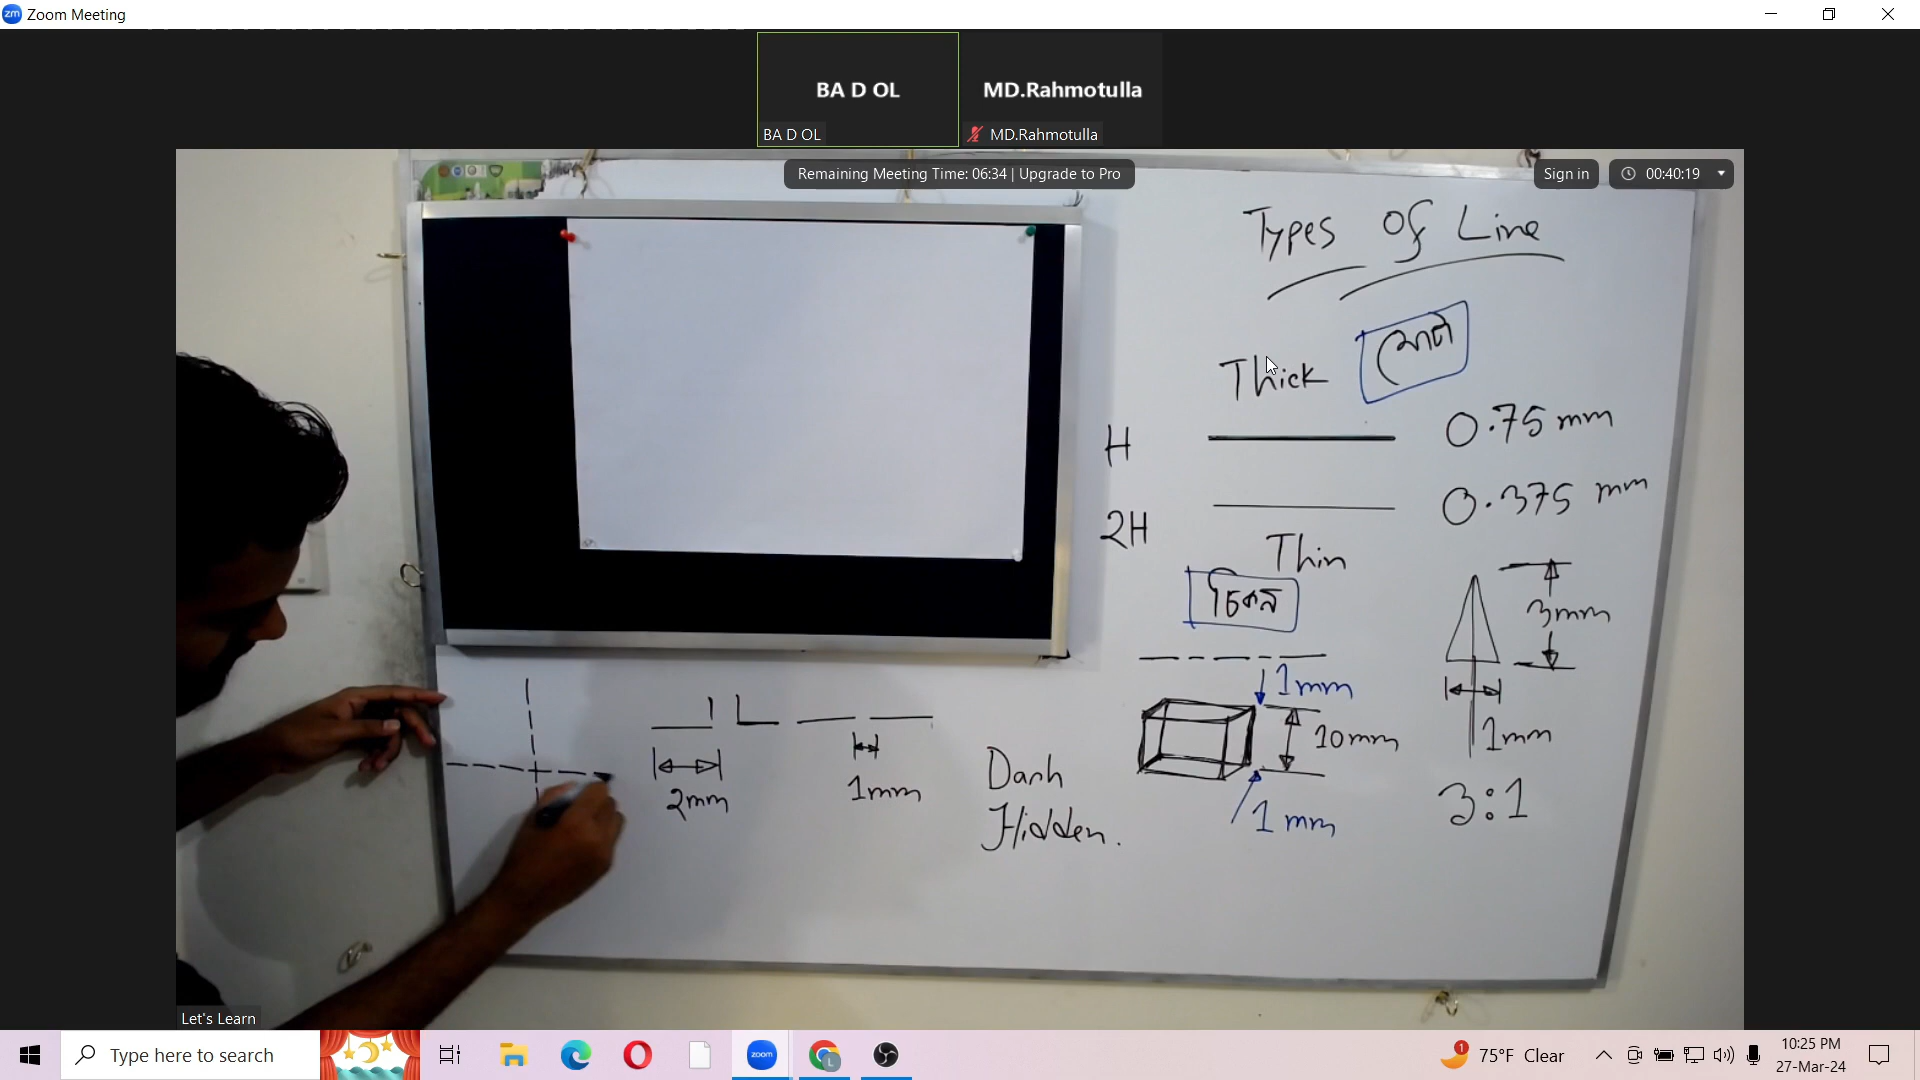 Zoom Meeting
BA D OL
MD.Rahmotulla
BA D OL
MD.Rahmotulla
Remaining Meeting Time: 06:34 | Upgrade to Pro
Sign in
00:40:19
Types Of Line
Thick
মোটা
H
0.75 mm
2H
0.375 mm
Thin
চিকন
3mm
1mm
10mm
1mm
1mm
3:1
2mm
1mm
Dash
Hidden.
Let's Learn
Type here to search
zoom
L
1
75°F Clear
10:25 PM
27-Mar-24